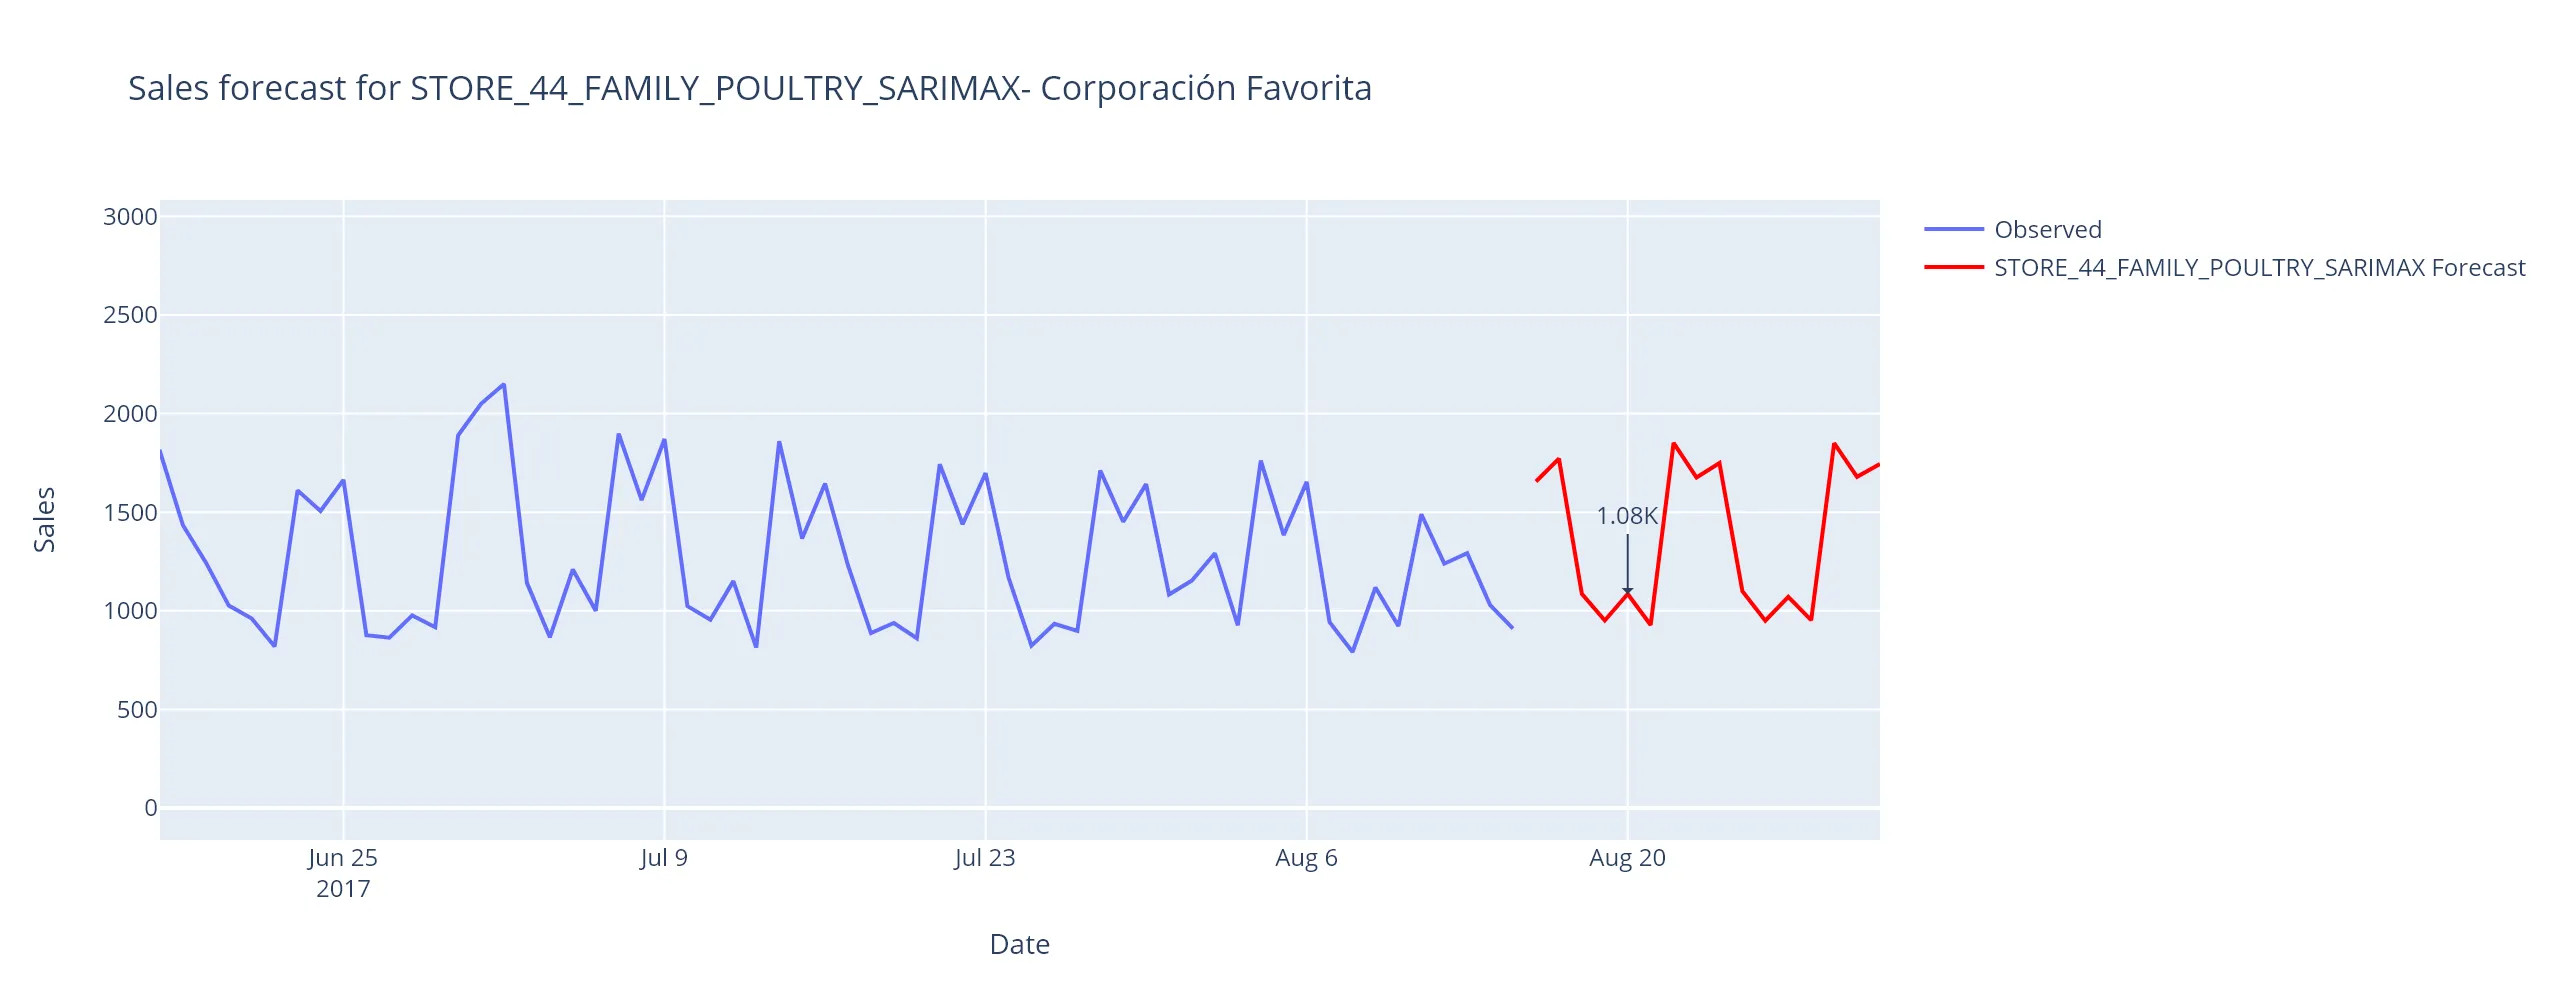 Sales forecast for STORE_44_FAMILY_POULTRY_SARIMAX- Corporación Favorita
3000
2500
2000
1500
1000
500
0
Sales
1.08K
Jun 25
2017
Jul 9
Jul 23
Aug 6
Aug 20
Date
Observed
STORE_44_FAMILY_POULTRY_SARIMAX Forecast